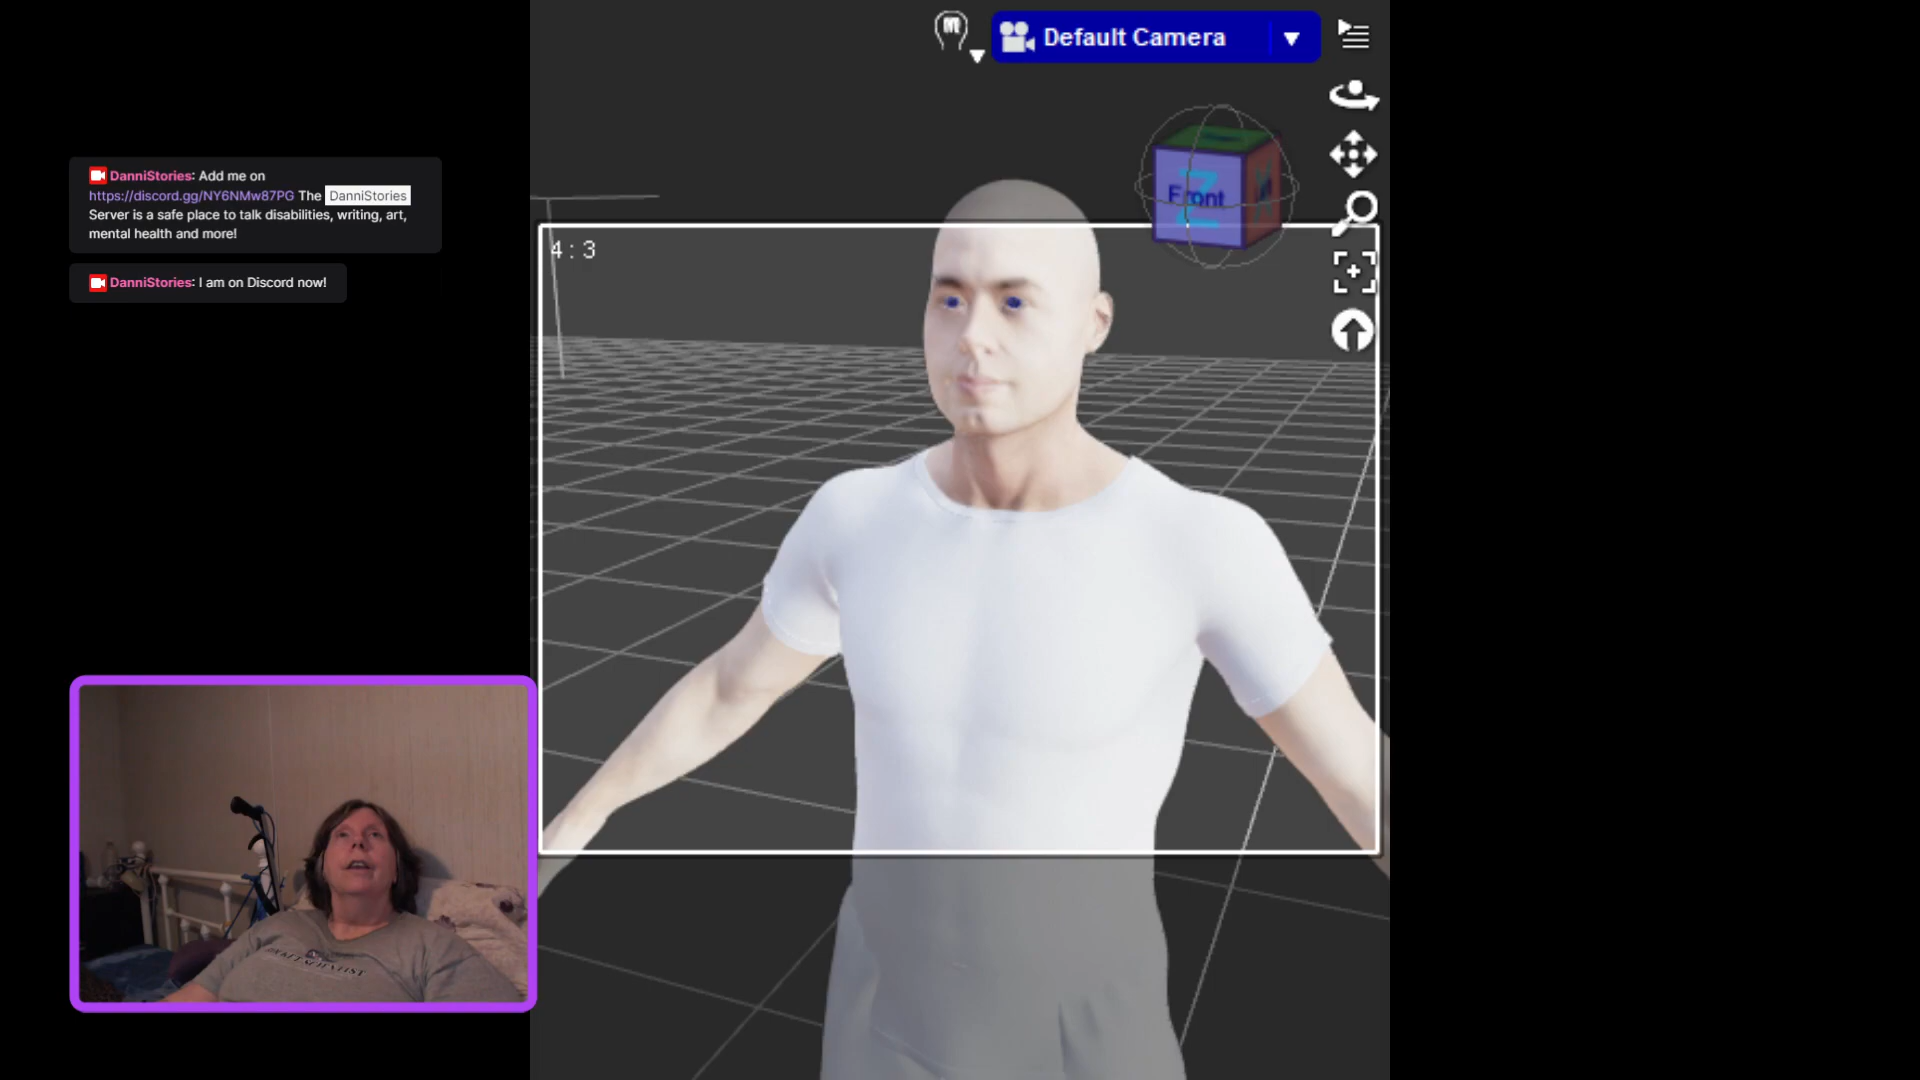 Default Camera
DanniStories: Add me on
https://discord.gg/NY6NMw87PG The DanniStories
Server is a safe place to talk disabilities, writing, art,
mental health and more!
Front
Z
4:3
DanniStories: I am on Discord now!